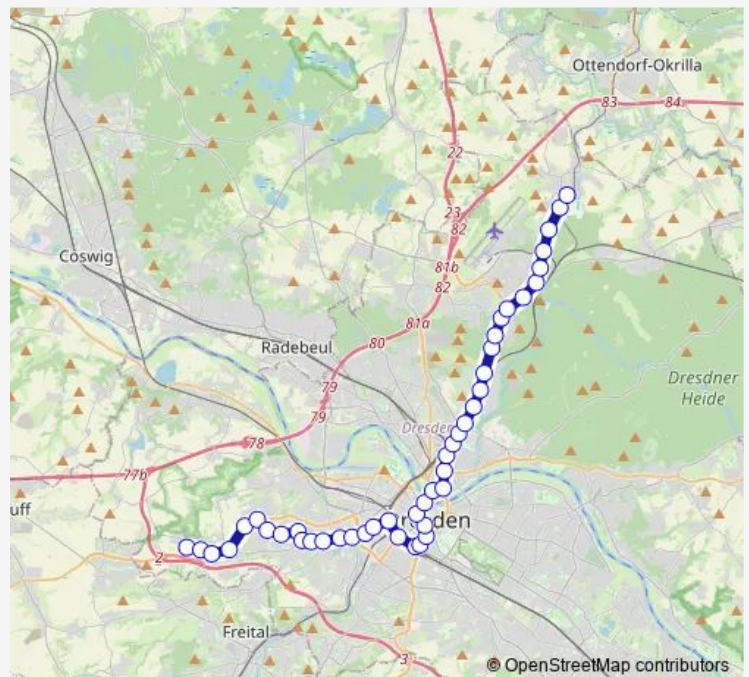 Ottendorf-Okrilla
83
84
22
23
82
Coswig
81b
82
81a
Radebeul
80
79
79
Dresdner
Heide
Dresde
78
77b
uff
den
2
Freital
3
© OpenStreetMap contributors